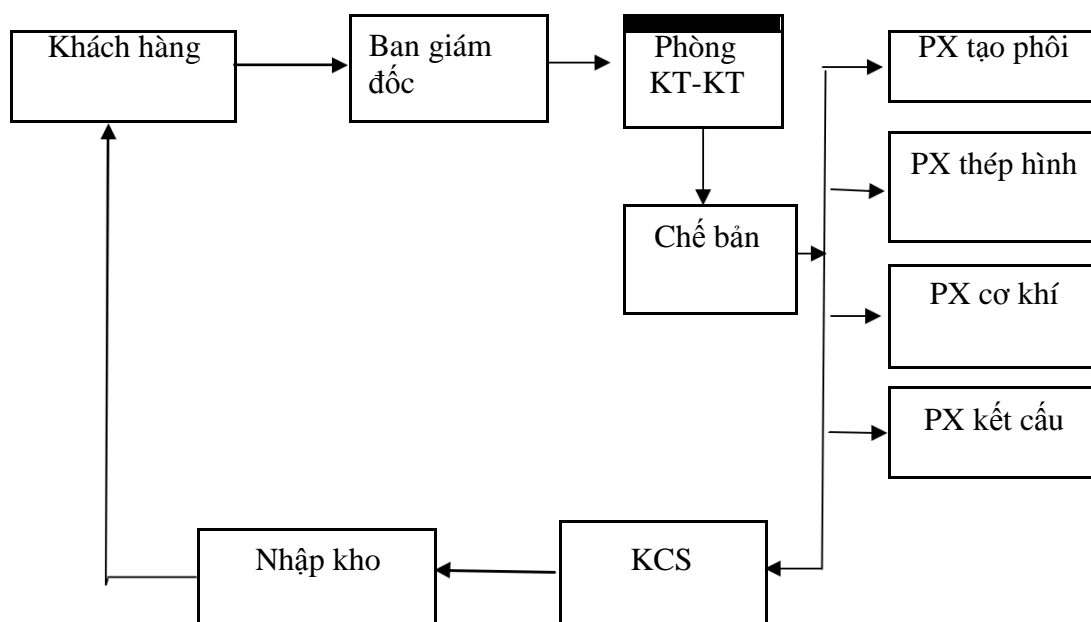 Khách hàng
Ban giám
đốc
Phòng
KT-KT
PX tạo phôi
PX thép hình
Chế bản
PX cơ khí
PX kết cấu
Nhập kho
KCS